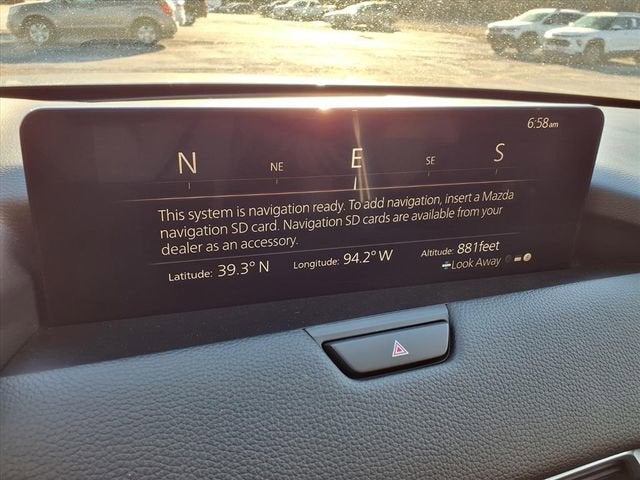 6:58am
N NE E SE S
This system is navigation ready. To add navigation, insert a Mazda
navigation SD card. Navigation SD cards are available from your
dealer as an accessory.
Latitude: 39.3° N Longitude: 94.2° W Altitude: 881feet
Look Away